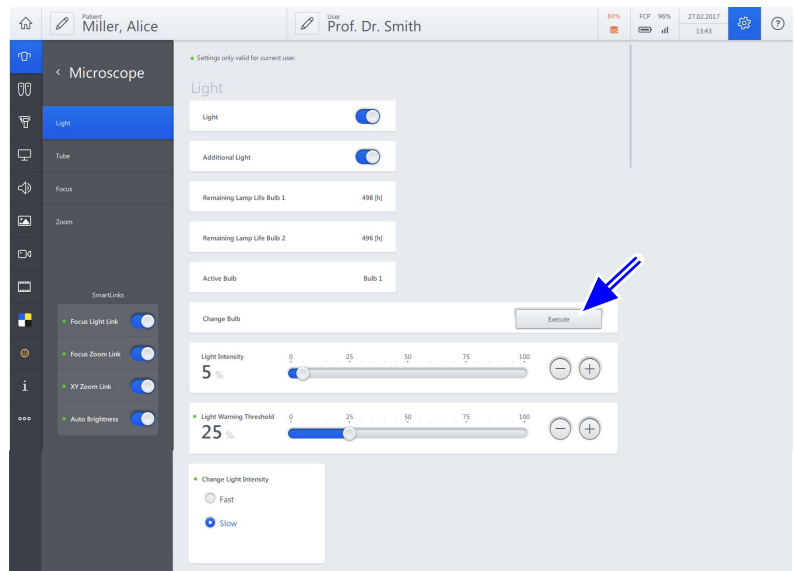 Patient
Miller, Alice
User
Prof. Dr. Smith
84%
FCP 96%
27.02.2017
13:43
?
< Microscope
Light
Tube
Focus
Zoom
SmartLinks
Focus Light Link
Focus Zoom Link
XY Zoom Link
Auto Brightness
i
Settings only valid for current user.
Light
Light
Additional Light
Remaining Lamp Life Bulb 1 498 [h]
Remaining Lamp Life Bulb 2 496 [h]
Active Bulb Bulb 1
Change Bulb Execute
Light Intensity 0 25 50 75 100
5 %
Light Warning Threshold 0 25 50 75 100
25 %
Change Light Intensity
Fast
Slow